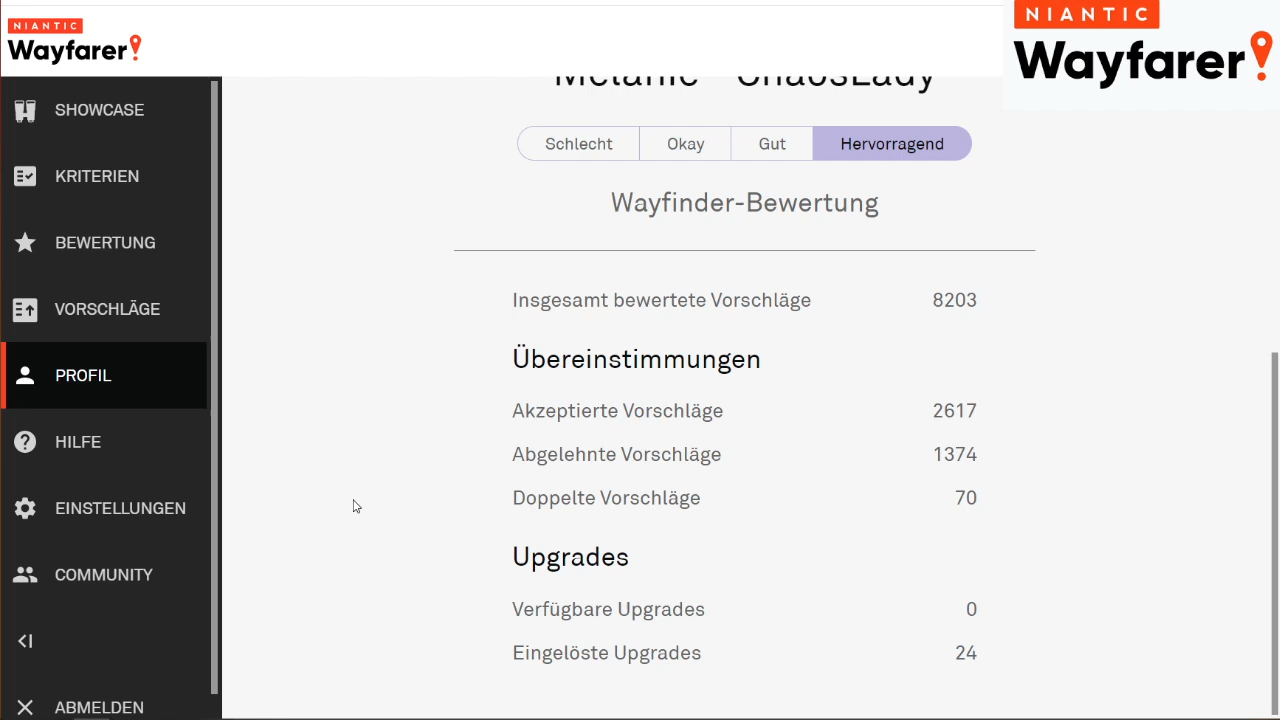 NIANTIC
Wayfarer!
NIANTIC
Wayfarer!
SHOWCASE
KRITERIEN
BEWERTUNG
VORSCHLÄGE
PROFIL
HILFE
EINSTELLUNGEN
COMMUNITY
ABMELDEN
Melanie ChaosLady
Schlecht Okay Gut Hervorragend
Wayfinder-Bewertung
Insgesamt bewertete Vorschläge 8203
Übereinstimmungen
Akzeptierte Vorschläge 2617
Abgelehnte Vorschläge 1374
Doppelte Vorschläge 70
Upgrades
Verfügbare Upgrades 0
Eingelöste Upgrades 24